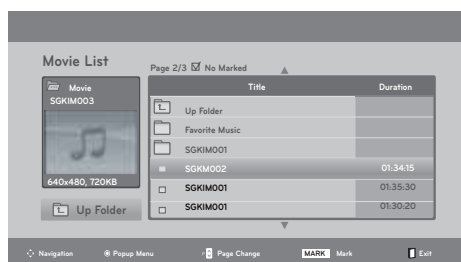 Movie List
Page 2/3 No Marked
Movie
SGKIM003
640x480, 720KB
Up Folder
Title Duration
Up Folder
Favorite Music
SGKIM001
SGKM002 01:34:15
SGKIM001 01:35:30
SGKIM001 01:30:20
Navigation Popup Menu Page Change MARK Mark Exit